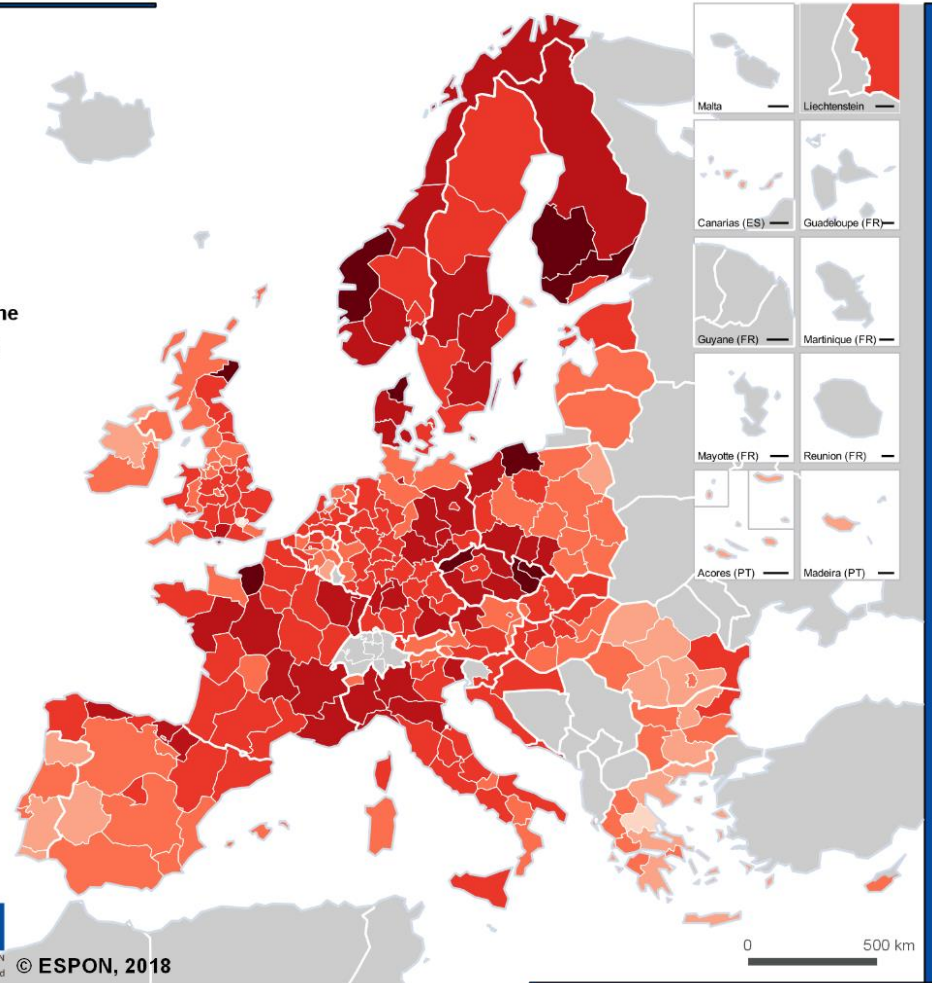 ne
Malta
Liechtenstein
Canarias (ES)
Guadeloupe (FR)
Guyane (FR)
Martinique (FR)
Mayotte (FR)
Reunion (FR)
Acores (PT)
Madeira (PT)
0 500 km
N
d
© ESPON, 2018